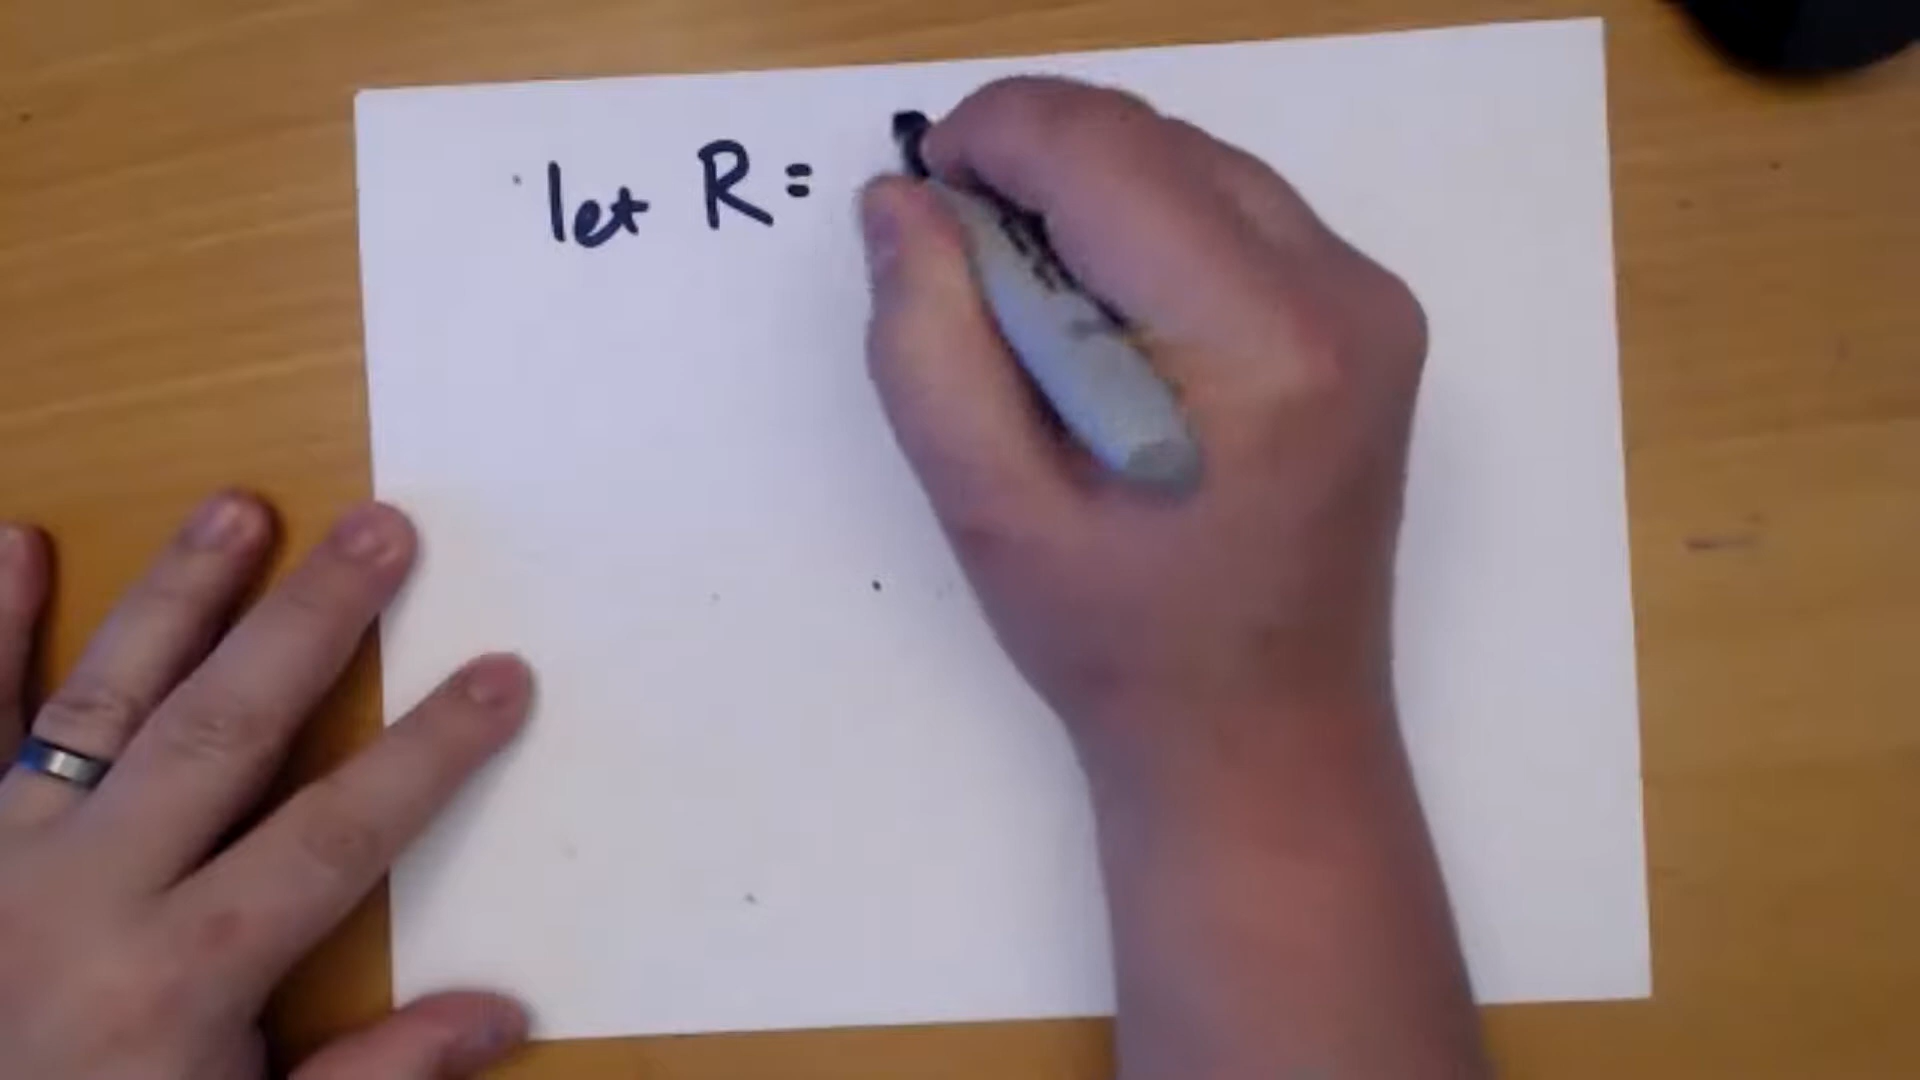 let R =